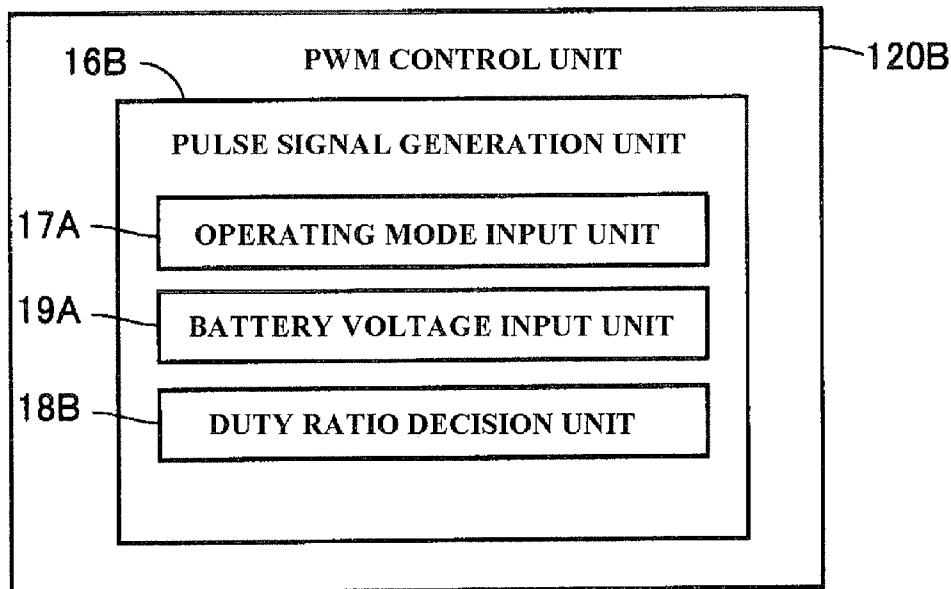 PWM CONTROL UNIT
120B
16B
PULSE SIGNAL GENERATION UNIT
17A
OPERATING MODE INPUT UNIT
19A
BATTERY VOLTAGE INPUT UNIT
18B
DUTY RATIO DECISION UNIT